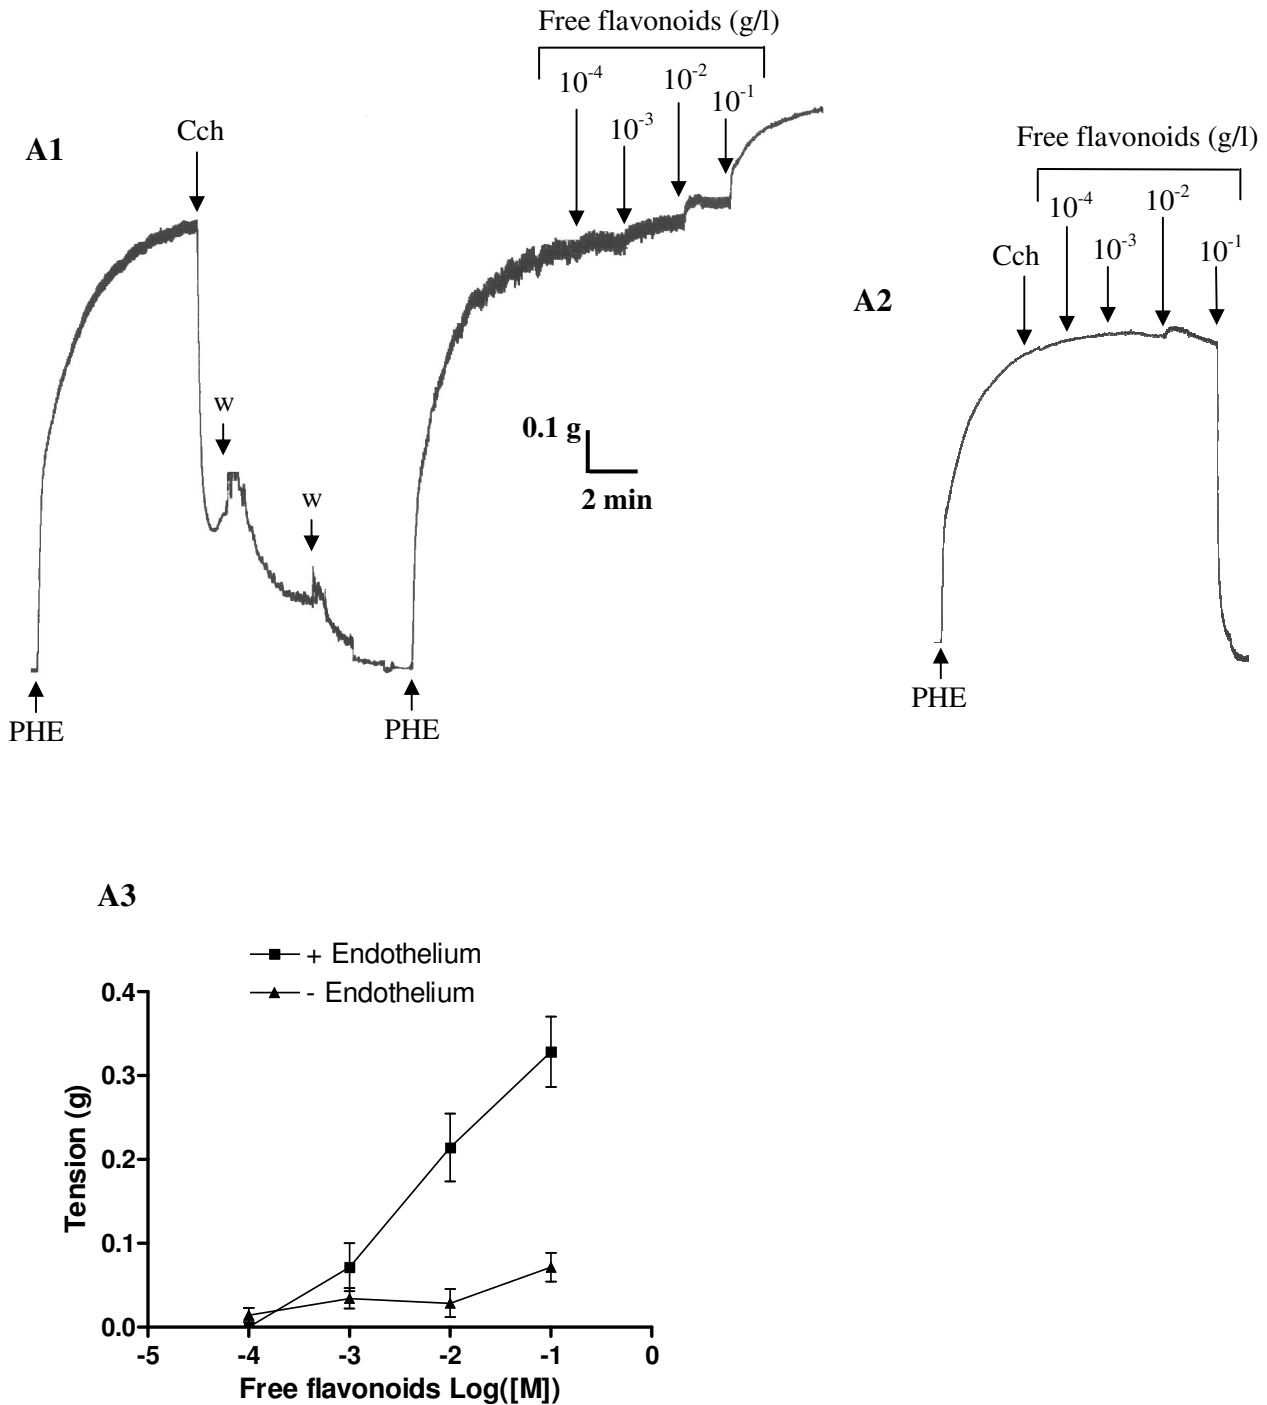 Free flavonoids (g/l)
10⁻⁴
10⁻²
10⁻¹
10⁻³
A1
Cch
w
w
0.1 g
2 min
PHE
PHE
Free flavonoids (g/l)
10⁻⁴
10⁻²
Cch
10⁻³
10⁻¹
A2
PHE
A3
+ Endothelium
- Endothelium
0.4
0.3
0.2
0.1
0.0
Tension (g)
-5 -4 -3 -2 -1 0
Free flavonoids Log([M])